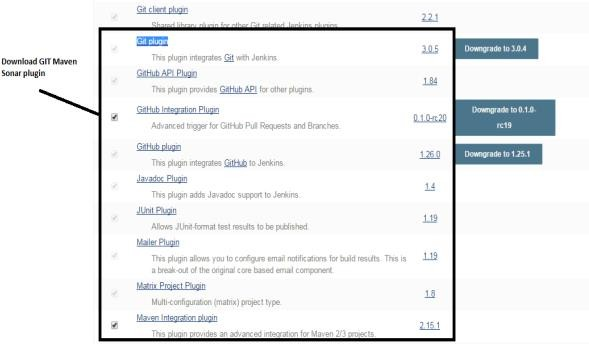 Git client plugin
2.2.1
Shared library plugin for other Git related Jenkins plugins.
Git plugin
3.0.5
Downgrade to 3.0.4
This plugin integrates Git with Jenkins.
Download GIT Maven
Sonar plugin
GitHub API Plugin
1.84
This plugin provides GitHub API for other plugins.
GitHub Integration Plugin
0.1.0-rc20
Downgrade to 0.1.0-
rc19
Advanced trigger for GitHub Pull Requests and Branches.
GitHub plugin
1.26.0
Downgrade to 1.25.1
This plugin integrates GitHub to Jenkins.
Javadoc Plugin
1.4
This plugin adds Javadoc support to Jenkins.
JUnit Plugin
1.19
Allows JUnit-format test results to be published.
Mailer Plugin
1.19
This plugin allows you to configure email notifications for build results. This is
a break-out of the original core based email component.
Matrix Project Plugin
1.8
Multi-configuration (matrix) project type.
Maven Integration plugin
2.15.1
This plugin provides an advanced integration for Maven 2/3 projects.